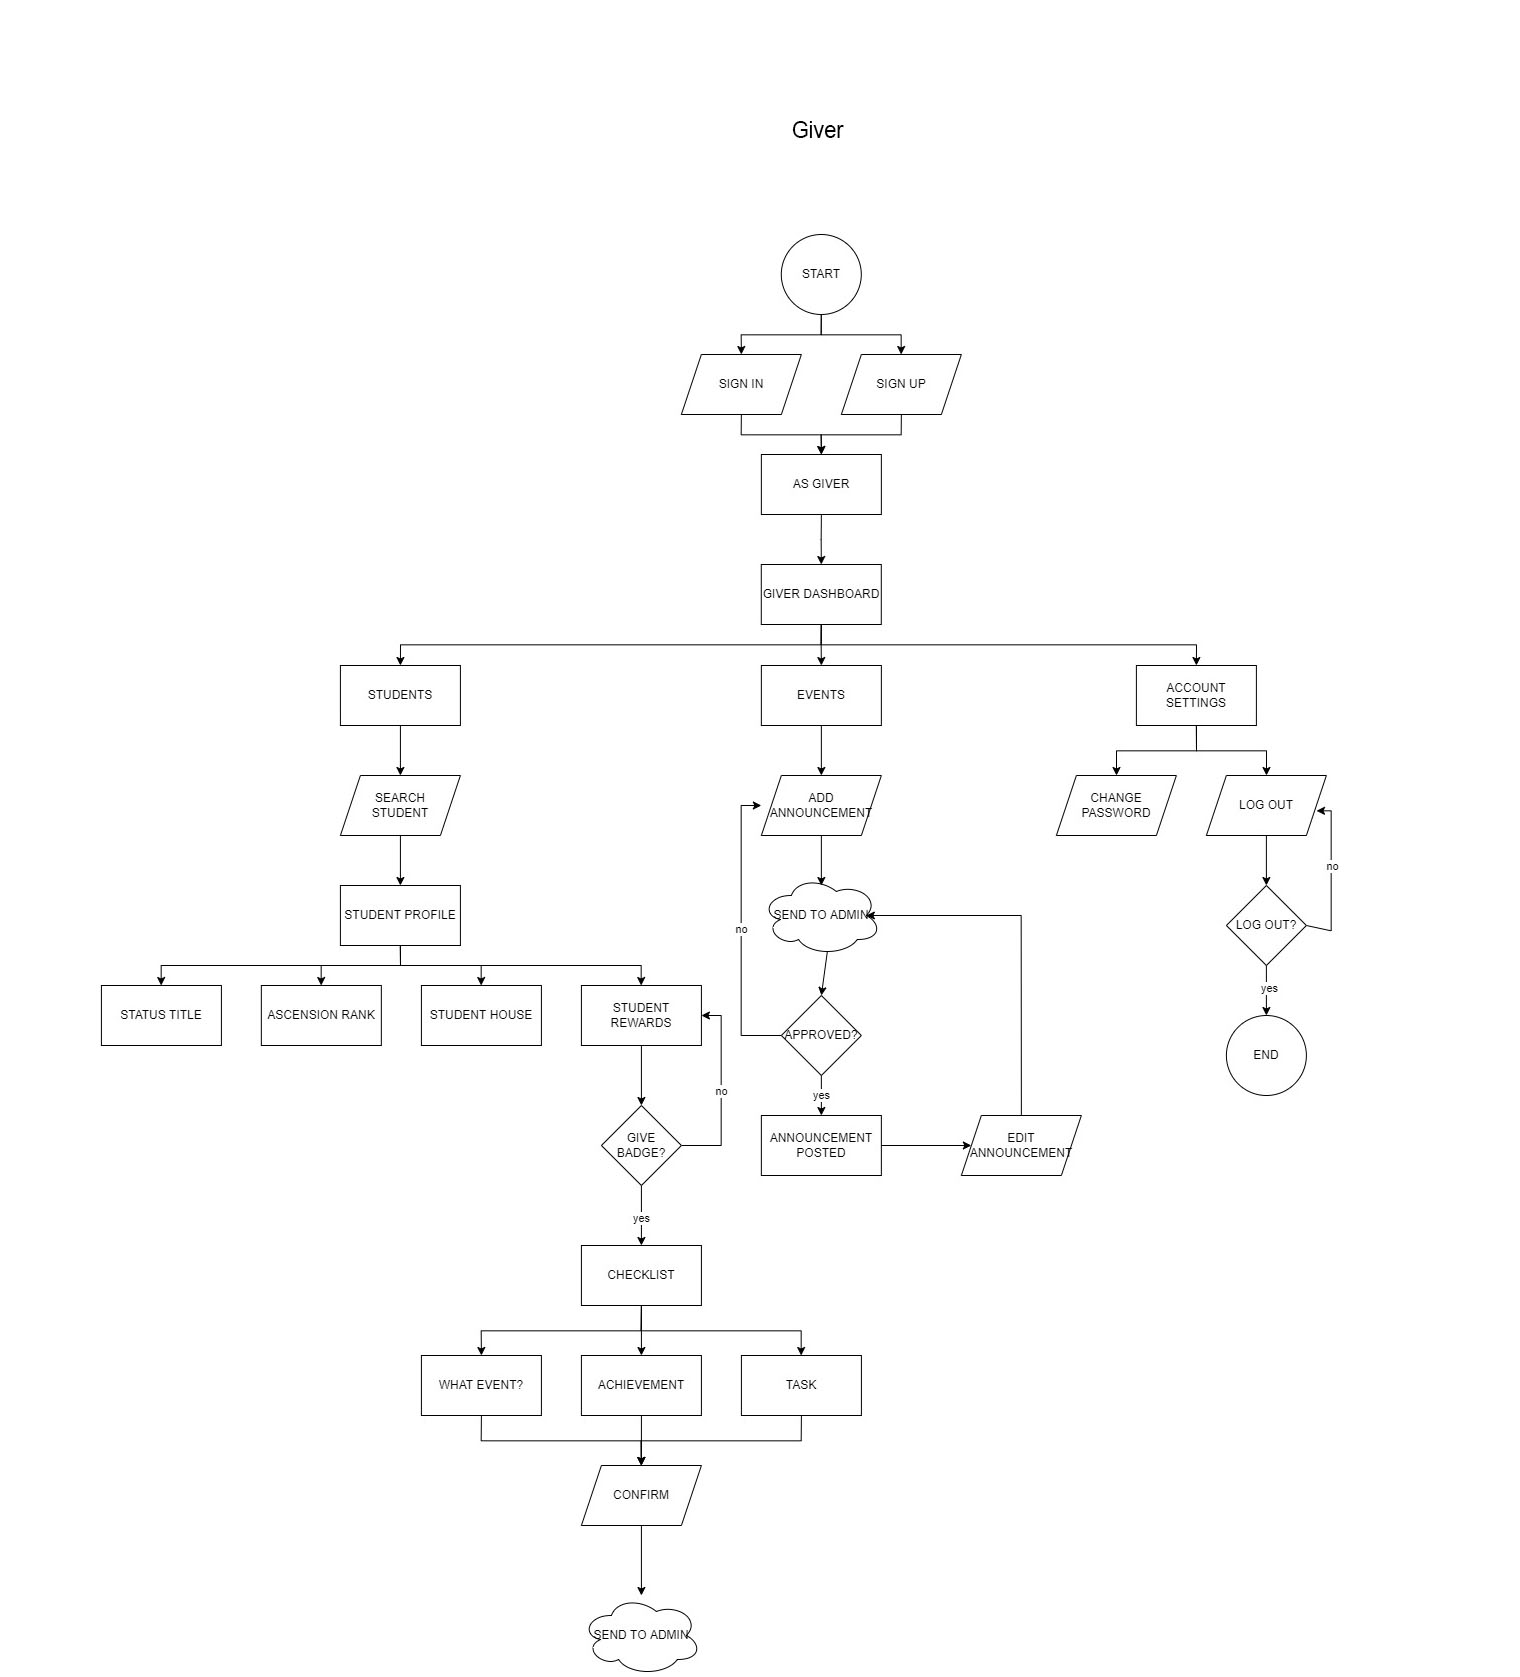 Giver
START
SIGN IN
SIGN UP
AS GIVER
GIVER DASHBOARD
STUDENTS
EVENTS
ACCOUNT
SETTINGS
SEARCH
STUDENT
ADD
ANNOUNCEMENT
CHANGE
PASSWORD
LOG OUT
no
STUDENT PROFILE
SEND TO ADMIN
LOG OUT?
no
yes
STATUS TITLE
ASCENSION RANK
STUDENT HOUSE
STUDENT
REWARDS
APPROVED?
END
no
yes
GIVE
BADGE?
ANNOUNCEMENT
POSTED
EDIT
ANNOUNCEMENT
yes
CHECKLIST
WHAT EVENT?
ACHIEVEMENT
TASK
CONFIRM
SEND TO ADMIN